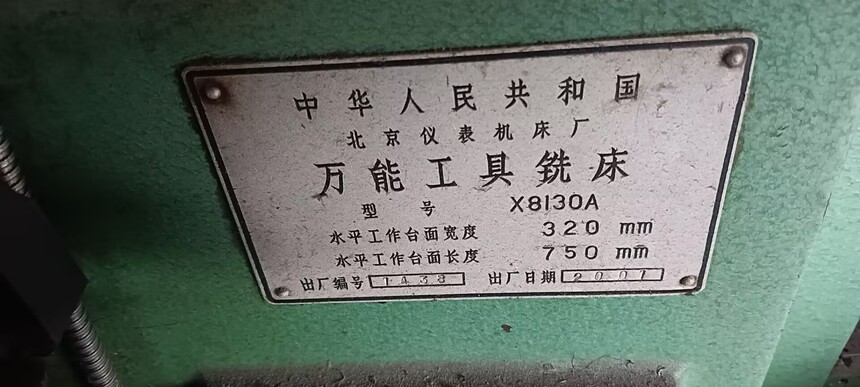 中华人民共和国
北京仪表机床厂
万能工具铣床
型号 X8130A
水平工作台面宽度 320 mm
水平工作台面长度 750 mm
出厂编号 1438 出厂日期 2001